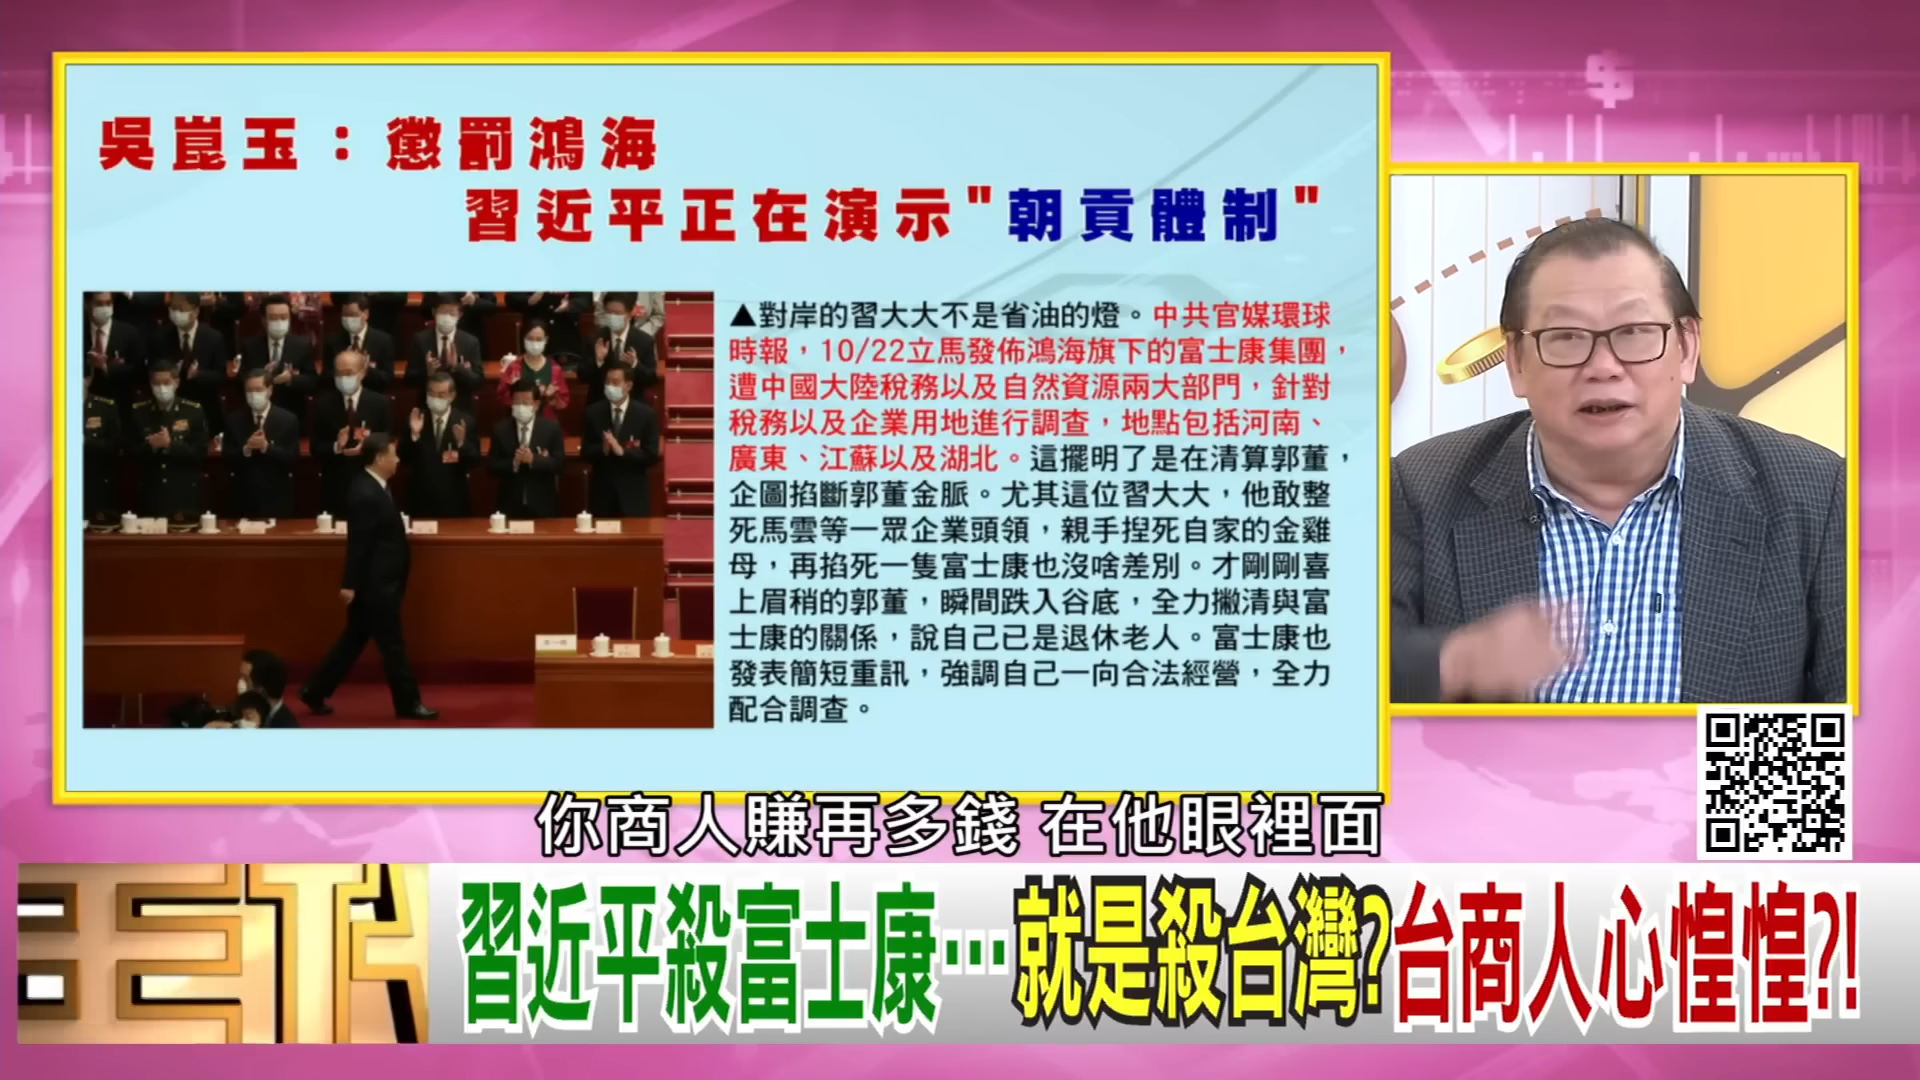 吳崑玉：懲罰鴻海
習近平正在演示"朝貢體制"
▲對岸的習大大不是省油的燈。中共官媒環球
時報，10/22立馬發佈鴻海旗下的富士康集團，
遭中國大陸稅務以及自然資源兩大部門，針對
稅務以及企業用地進行調查，地點包括河南、
廣東、江蘇以及湖北。這擺明了是在清算郭董，
企圖掐斷郭董金脈。尤其這位習大大，他敢整
死馬雲等一眾企業頭領，親手捏死自家的金雞
母，再掐死一隻富士康也沒啥差別。才剛剛喜
上眉稍的郭董，瞬間跌入谷底，全力撇清與富
士康的關係，說自己已是退休老人。富士康也
發表簡短重訊，強調自己一向合法經營，全力
配合調查。
你商人賺再多錢 在他眼裡面
習近平殺富士康…就是殺台灣?台商人心惶惶?!